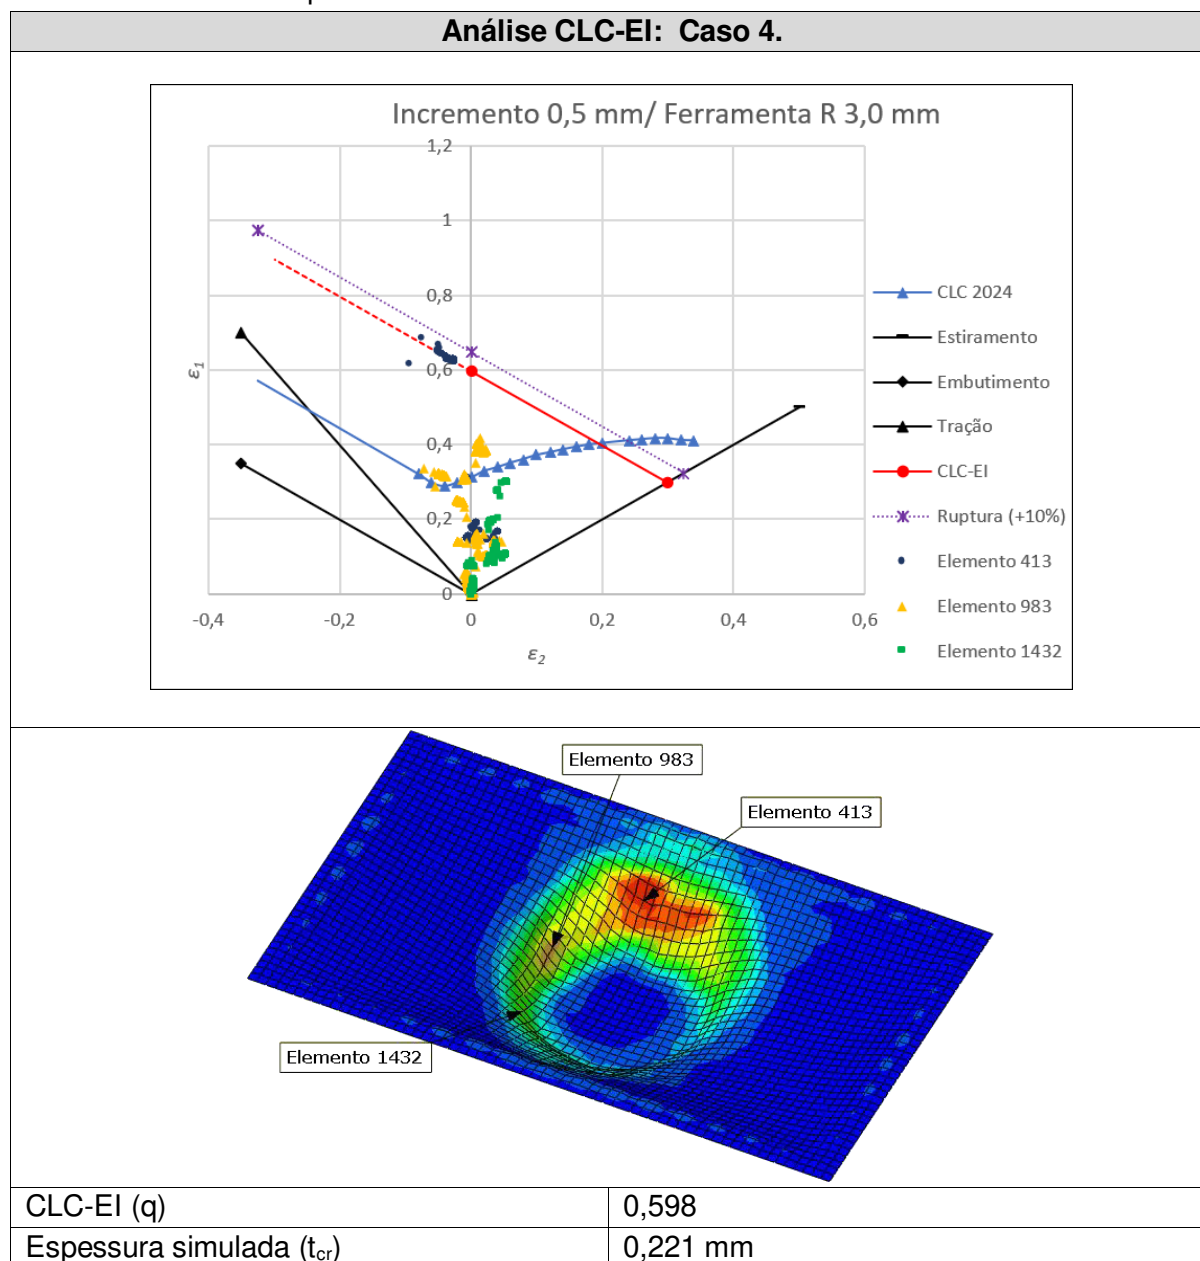 Análise CLC-EI: Caso 4.
Incremento 0,5 mm/ Ferramenta R 3,0 mm
1,2
1
0,8
0,6
0,4
0,2
0
-0,4
-0,2
0
0,2
0,4
0,6
ε1
ε2
CLC 2024
Estiramento
Embutimento
Tração
CLC-EI
Ruptura (+10%)
Elemento 413
Elemento 983
Elemento 1432
Elemento 983
Elemento 413
Elemento 1432
CLC-EI (q) 0,598
Espessura simulada (tcr) 0,221 mm